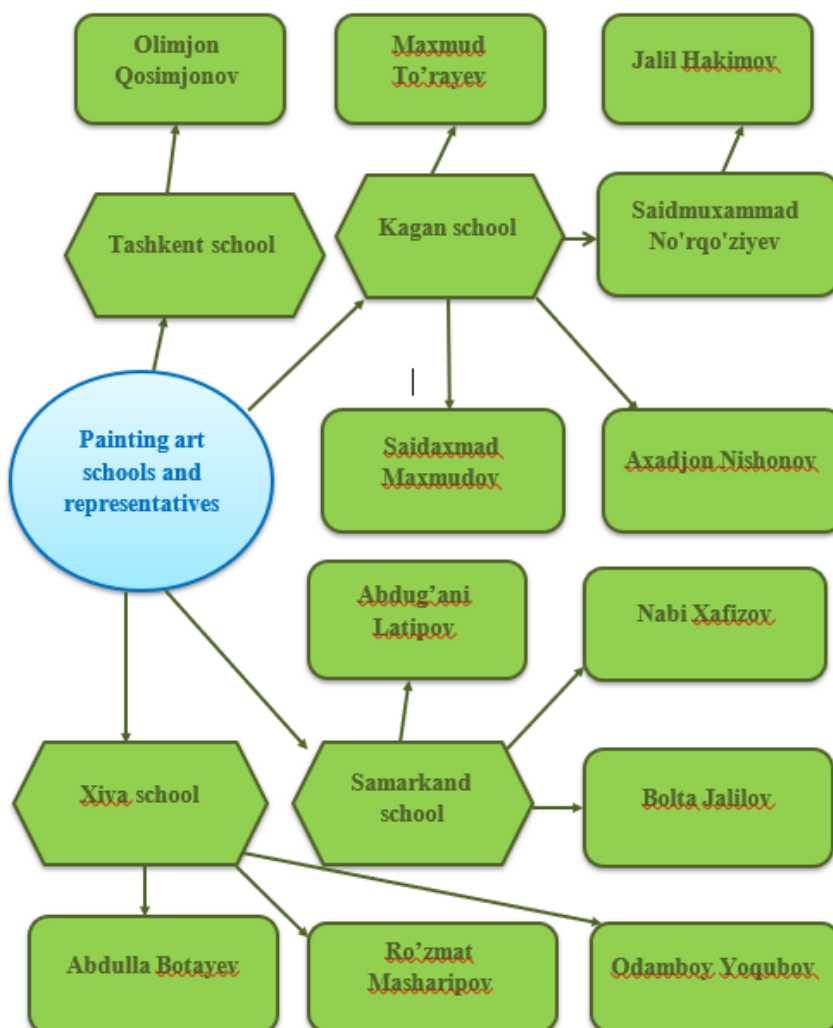 Olimjon
Qosimjonov
Maxmud
To’rayev
Jalil Hakimov
Tashkent school
Kagan school
Saidmuxammad
No'rqo'ziyev
Painting art
schools and
representatives
Saidaxmad
Maxmudov
Axadjon Nishonov
Abdug’ani
Latipov
Nabi Xafizov
Xiva school
Samarkand
school
Bolta Jalilov
Abdulla Botayev
Ro’zmat
Masharipov
Odamboy Yoqubov